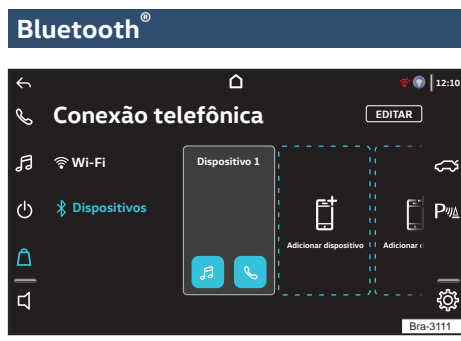 Bluetooth®
12:10
Conexão telefônica
EDITAR
Wi-Fi
Dispositivo 1
Dispositivos
Adicionar dispositivo
Adicionar d
P
Bra-3111